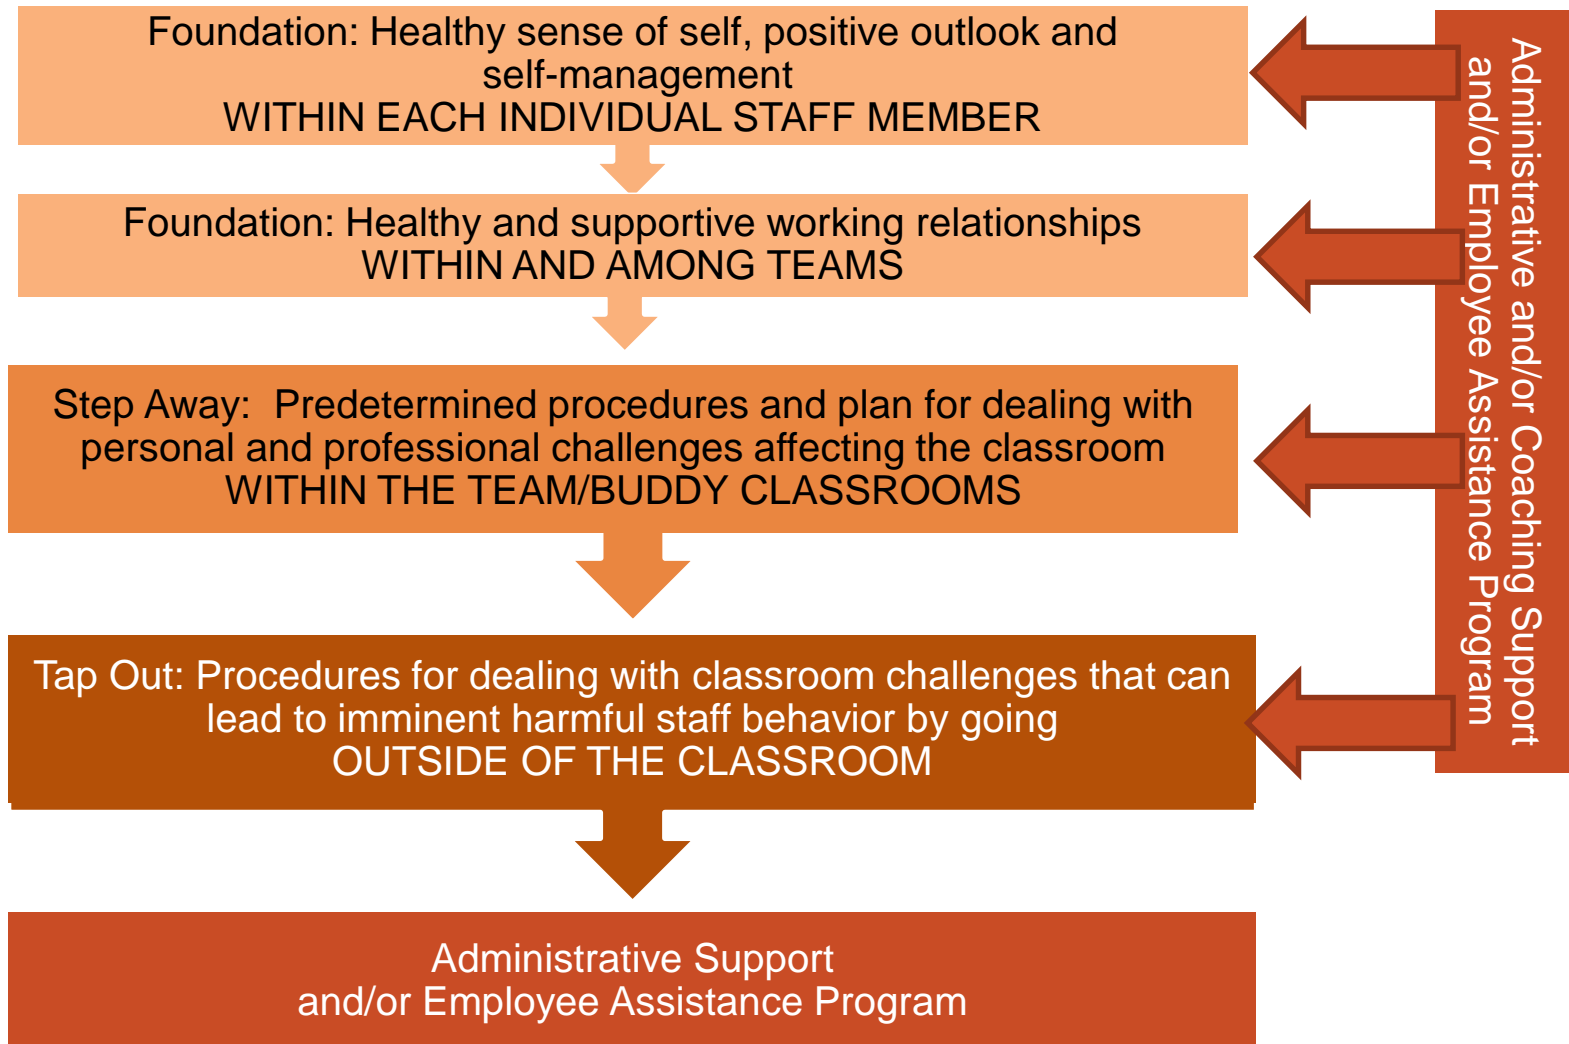 Foundation: Healthy sense of self, positive outlook and
self-management
WITHIN EACH INDIVIDUAL STAFF MEMBER
Foundation: Healthy and supportive working relationships
WITHIN AND AMONG TEAMS
Step Away:  Predetermined procedures and plan for dealing with
personal and professional challenges affecting the classroom
WITHIN THE TEAM/BUDDY CLASSROOMS
Tap Out: Procedures for dealing with classroom challenges that can
lead to imminent harmful staff behavior by going
OUTSIDE OF THE CLASSROOM
Administrative Support
and/or Employee Assistance Program
Administrative and/or Coaching Support
and/or Employee Assistance Program